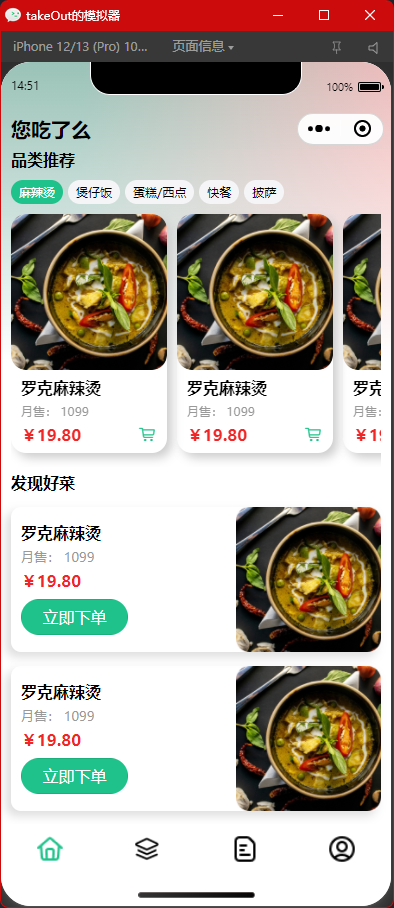 takeOut的模拟器
iPhone 12/13 (Pro) 10... 页面信息
14:51 100%
您吃了么
品类推荐
麻辣烫 煲仔饭 蛋糕/西点 快餐 披萨
罗克麻辣烫 罗克麻辣烫 罗克
月售： 1099 月售： 1099 月售：
￥19.80 ￥19.80 ￥19
发现好菜
罗克麻辣烫
月售： 1099
￥19.80
立即下单
罗克麻辣烫
月售： 1099
￥19.80
立即下单